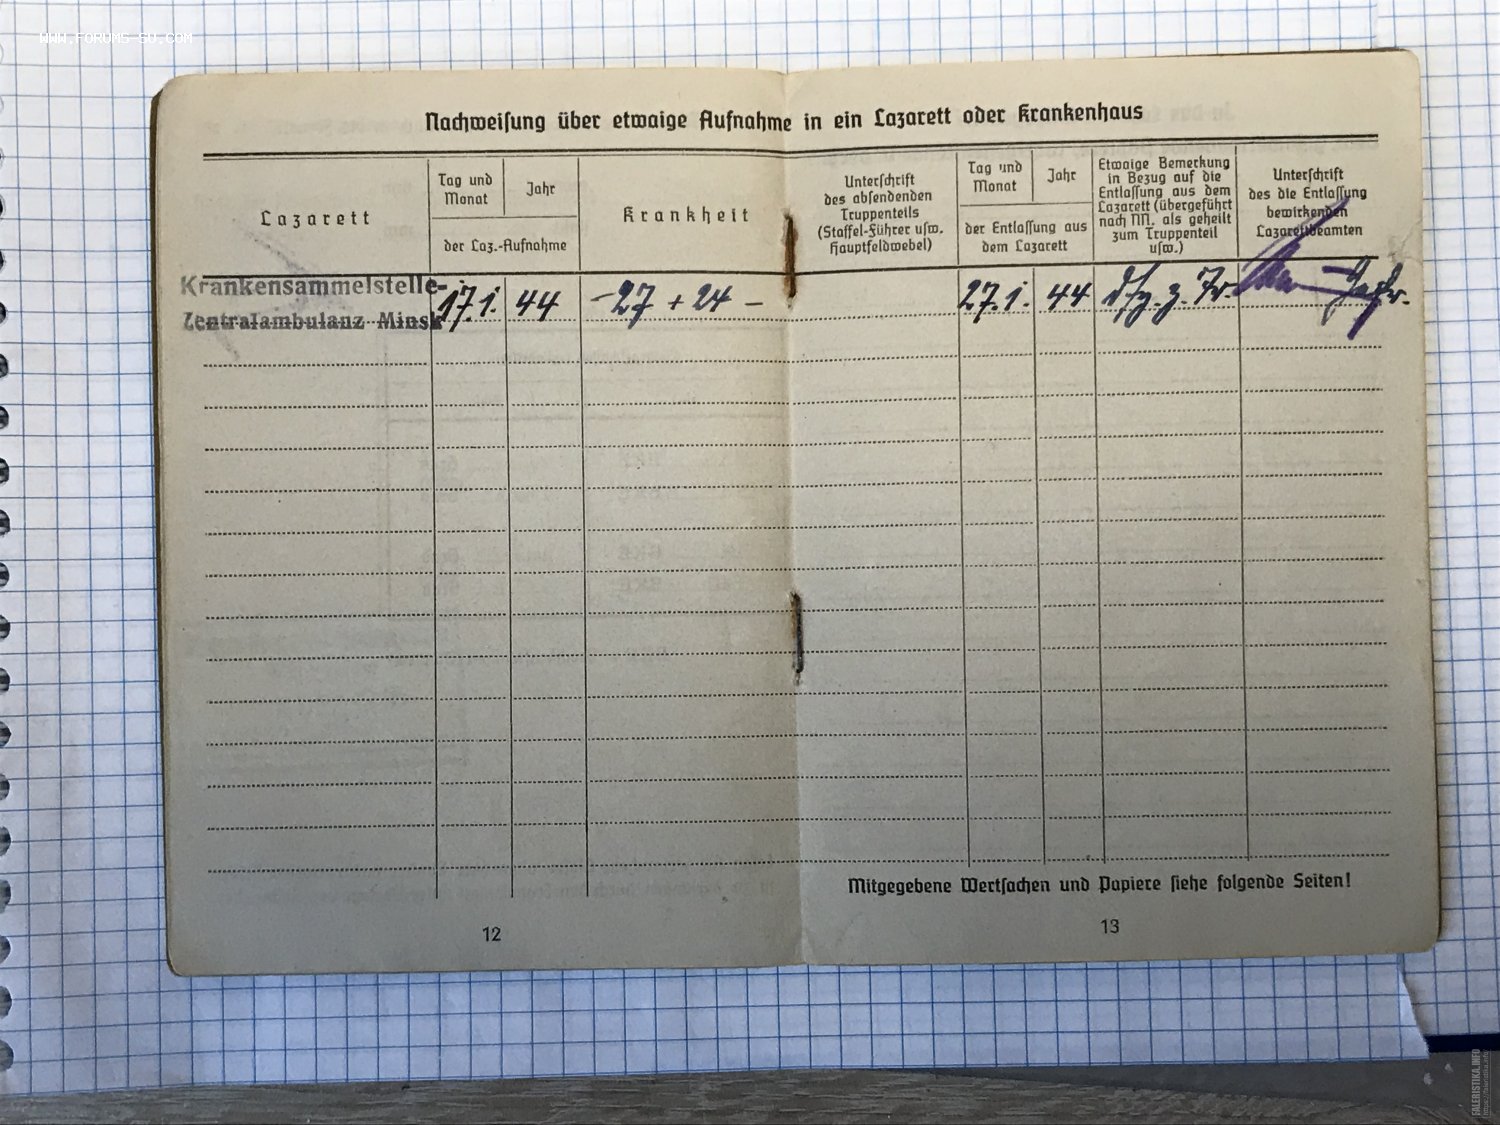 WWW.FORUMS-SU.COM
Nachweisung über etwaige Aufnahme in ein Lazarett oder Krankenhaus
Lazarett
Tag und
Monat
Jahr
der Laz.-Aufnahme
Krankheit
Unterschrift
des absendenden
Truppenteils
(Staffel-Führer usw.
Hauptfeldwebel)
Tag und
Monat
Jahr
der Entlassung aus
dem Lazarett
Etwaige Bemerkung
in Bezug auf die
Entlassung aus dem
Lazarett (übergeführt
nach NN. als geheilt
zum Truppenteil
usw.)
Unterschrift
des die Entlassung
bewirkenden
Lazarettbeamten
Krankensammelstelle-
Zentralambulanz Minsk
17.1. 44 -27 + 24 - 27.1. 44
Mitgegebene Wertsachen und Papiere siehe folgende Seiten!
12
13
FALERISTIKA.INFO